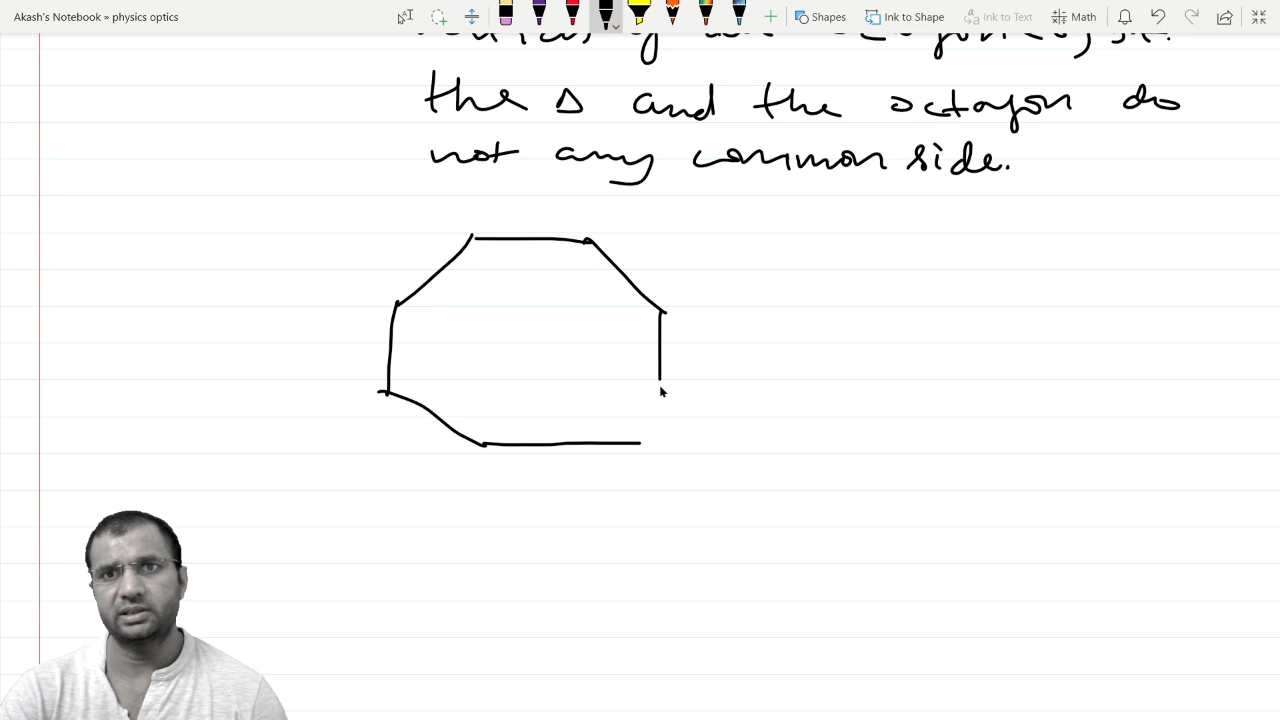 Akash's Notebook » physics optics
Shapes
Ink to Shape
Ink to Text
Math
the Δ and the octagon do
not any common side.